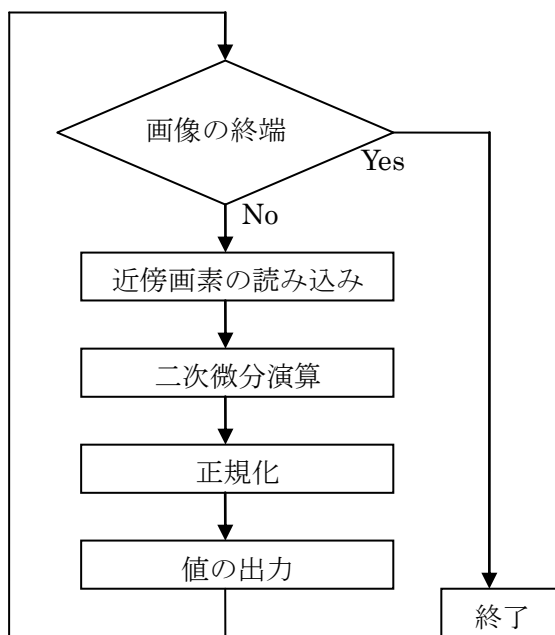 画像の終端
Yes
No
近傍画素の読み込み
二次微分演算
正規化
値の出力
終了